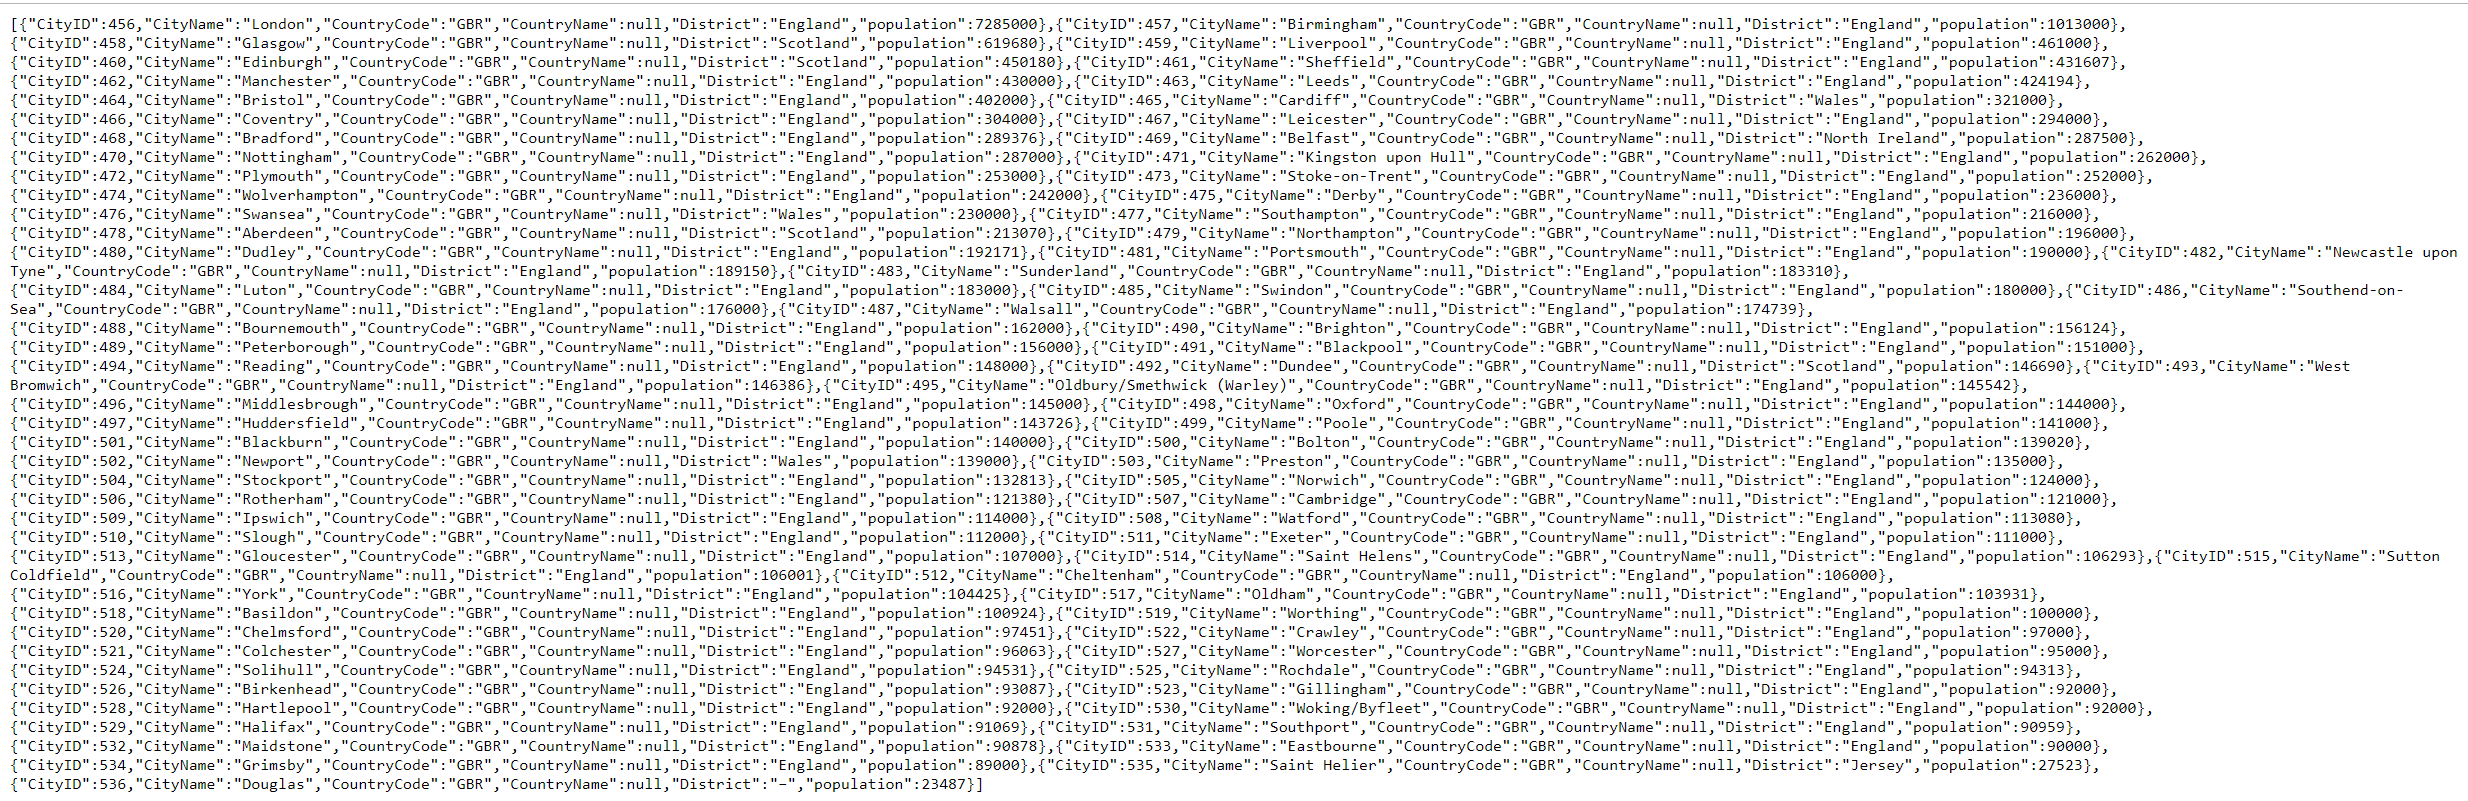 [{"CityID":456,"CityName":"London","CountryCode":"GBR","CountryName":null,"District":"England","population":7285000},{"CityID":457,"CityName":"Birmingham","CountryCode":"GBR","CountryName":null,"District":"England","population":1013000},
{"CityID":458,"CityName":"Glasgow","CountryCode":"GBR","CountryName":null,"District":"Scotland","population":619680},{"CityID":459,"CityName":"Liverpool","CountryCode":"GBR","CountryName":null,"District":"England","population":461000},
{"CityID":460,"CityName":"Edinburgh","CountryCode":"GBR","CountryName":null,"District":"Scotland","population":450180},{"CityID":461,"CityName":"Sheffield","CountryCode":"GBR","CountryName":null,"District":"England","population":431607},
{"CityID":462,"CityName":"Manchester","CountryCode":"GBR","CountryName":null,"District":"England","population":430000},{"CityID":463,"CityName":"Leeds","CountryCode":"GBR","CountryName":null,"District":"England","population":424194},
{"CityID":464,"CityName":"Bristol","CountryCode":"GBR","CountryName":null,"District":"England","population":402000},{"CityID":465,"CityName":"Cardiff","CountryCode":"GBR","CountryName":null,"District":"Wales","population":321000},
{"CityID":466,"CityName":"Coventry","CountryCode":"GBR","CountryName":null,"District":"England","population":304000},{"CityID":467,"CityName":"Leicester","CountryCode":"GBR","CountryName":null,"District":"England","population":294000},
{"CityID":468,"CityName":"Bradford","CountryCode":"GBR","CountryName":null,"District":"England","population":289376},{"CityID":469,"CityName":"Belfast","CountryCode":"GBR","CountryName":null,"District":"North Ireland","population":287500},
{"CityID":470,"CityName":"Nottingham","CountryCode":"GBR","CountryName":null,"District":"England","population":287000},{"CityID":471,"CityName":"Kingston upon Hull","CountryCode":"GBR","CountryName":null,"District":"England","population":262000},
{"CityID":472,"CityName":"Plymouth","CountryCode":"GBR","CountryName":null,"District":"England","population":253000},{"CityID":473,"CityName":"Stoke-on-Trent","CountryCode":"GBR","CountryName":null,"District":"England","population":252000},
{"CityID":474,"CityName":"Wolverhampton","CountryCode":"GBR","CountryName":null,"District":"England","population":242000},{"CityID":475,"CityName":"Derby","CountryCode":"GBR","CountryName":null,"District":"England","population":236000},
{"CityID":476,"CityName":"Swansea","CountryCode":"GBR","CountryName":null,"District":"Wales","population":230000},{"CityID":477,"CityName":"Southampton","CountryCode":"GBR","CountryName":null,"District":"England","population":216000},
{"CityID":478,"CityName":"Aberdeen","CountryCode":"GBR","CountryName":null,"District":"Scotland","population":213070},{"CityID":479,"CityName":"Northampton","CountryCode":"GBR","CountryName":null,"District":"England","population":196000},
{"CityID":480,"CityName":"Dudley","CountryCode":"GBR","CountryName":null,"District":"England","population":192171},{"CityID":481,"CityName":"Portsmouth","CountryCode":"GBR","CountryName":null,"District":"England","population":190000},{"CityID":482,"CityName":"Newcastle upon
Tyne","CountryCode":"GBR","CountryName":null,"District":"England","population":189150},{"CityID":483,"CityName":"Sunderland","CountryCode":"GBR","CountryName":null,"District":"England","population":183310},
{"CityID":484,"CityName":"Luton","CountryCode":"GBR","CountryName":null,"District":"England","population":183000},{"CityID":485,"CityName":"Swindon","CountryCode":"GBR","CountryName":null,"District":"England","population":180000},{"CityID":486,"CityName":"Southend-on-
Sea","CountryCode":"GBR","CountryName":null,"District":"England","population":176000},{"CityID":487,"CityName":"Walsall","CountryCode":"GBR","CountryName":null,"District":"England","population":174739},
{"CityID":488,"CityName":"Bournemouth","CountryCode":"GBR","CountryName":null,"District":"England","population":162000},{"CityID":490,"CityName":"Brighton","CountryCode":"GBR","CountryName":null,"District":"England","population":156124},
{"CityID":489,"CityName":"Peterborough","CountryCode":"GBR","CountryName":null,"District":"England","population":156000},{"CityID":491,"CityName":"Blackpool","CountryCode":"GBR","CountryName":null,"District":"England","population":151000},
{"CityID":494,"CityName":"Reading","CountryCode":"GBR","CountryName":null,"District":"England","population":148000},{"CityID":492,"CityName":"Dundee","CountryCode":"GBR","CountryName":null,"District":"Scotland","population":146690},{"CityID":493,"CityName":"West
Bromwich","CountryCode":"GBR","CountryName":null,"District":"England","population":146386},{"CityID":495,"CityName":"Oldbury/Smethwick (Warley)","CountryCode":"GBR","CountryName":null,"District":"England","population":145542},
{"CityID":496,"CityName":"Middlesbrough","CountryCode":"GBR","CountryName":null,"District":"England","population":145000},{"CityID":498,"CityName":"Oxford","CountryCode":"GBR","CountryName":null,"District":"England","population":144000},
{"CityID":497,"CityName":"Huddersfield","CountryCode":"GBR","CountryName":null,"District":"England","population":143726},{"CityID":499,"CityName":"Poole","CountryCode":"GBR","CountryName":null,"District":"England","population":141000},
{"CityID":501,"CityName":"Blackburn","CountryCode":"GBR","CountryName":null,"District":"England","population":140000},{"CityID":500,"CityName":"Bolton","CountryCode":"GBR","CountryName":null,"District":"England","population":139020},
{"CityID":502,"CityName":"Newport","CountryCode":"GBR","CountryName":null,"District":"Wales","population":139000},{"CityID":503,"CityName":"Preston","CountryCode":"GBR","CountryName":null,"District":"England","population":135000},
{"CityID":504,"CityName":"Stockport","CountryCode":"GBR","CountryName":null,"District":"England","population":132813},{"CityID":505,"CityName":"Norwich","CountryCode":"GBR","CountryName":null,"District":"England","population":124000},
{"CityID":506,"CityName":"Rotherham","CountryCode":"GBR","CountryName":null,"District":"England","population":121380},{"CityID":507,"CityName":"Cambridge","CountryCode":"GBR","CountryName":null,"District":"England","population":121000},
{"CityID":509,"CityName":"Ipswich","CountryCode":"GBR","CountryName":null,"District":"England","population":114000},{"CityID":508,"CityName":"Watford","CountryCode":"GBR","CountryName":null,"District":"England","population":113080},
{"CityID":510,"CityName":"Slough","CountryCode":"GBR","CountryName":null,"District":"England","population":112000},{"CityID":511,"CityName":"Exeter","CountryCode":"GBR","CountryName":null,"District":"England","population":111000},
{"CityID":513,"CityName":"Gloucester","CountryCode":"GBR","CountryName":null,"District":"England","population":107000},{"CityID":514,"CityName":"Saint Helens","CountryCode":"GBR","CountryName":null,"District":"England","population":106293},{"CityID":515,"CityName":"Sutton
Coldfield","CountryCode":"GBR","CountryName":null,"District":"England","population":106001},{"CityID":512,"CityName":"Cheltenham","CountryCode":"GBR","CountryName":null,"District":"England","population":106000},
{"CityID":516,"CityName":"York","CountryCode":"GBR","CountryName":null,"District":"England","population":104425},{"CityID":517,"CityName":"Oldham","CountryCode":"GBR","CountryName":null,"District":"England","population":103931},
{"CityID":518,"CityName":"Basildon","CountryCode":"GBR","CountryName":null,"District":"England","population":100924},{"CityID":519,"CityName":"Worthing","CountryCode":"GBR","CountryName":null,"District":"England","population":100000},
{"CityID":520,"CityName":"Chelmsford","CountryCode":"GBR","CountryName":null,"District":"England","population":97451},{"CityID":522,"CityName":"Crawley","CountryCode":"GBR","CountryName":null,"District":"England","population":97000},
{"CityID":521,"CityName":"Colchester","CountryCode":"GBR","CountryName":null,"District":"England","population":96063},{"CityID":527,"CityName":"Worcester","CountryCode":"GBR","CountryName":null,"District":"England","population":95000},
{"CityID":524,"CityName":"Solihull","CountryCode":"GBR","CountryName":null,"District":"England","population":94531},{"CityID":525,"CityName":"Rochdale","CountryCode":"GBR","CountryName":null,"District":"England","population":94313},
{"CityID":526,"CityName":"Birkenhead","CountryCode":"GBR","CountryName":null,"District":"England","population":93087},{"CityID":523,"CityName":"Gillingham","CountryCode":"GBR","CountryName":null,"District":"England","population":92000},
{"CityID":528,"CityName":"Hartlepool","CountryCode":"GBR","CountryName":null,"District":"England","population":92000},{"CityID":530,"CityName":"Woking/Byfleet","CountryCode":"GBR","CountryName":null,"District":"England","population":92000},
{"CityID":529,"CityName":"Halifax","CountryCode":"GBR","CountryName":null,"District":"England","population":91069},{"CityID":531,"CityName":"Southport","CountryCode":"GBR","CountryName":null,"District":"England","population":90959},
{"CityID":532,"CityName":"Maidstone","CountryCode":"GBR","CountryName":null,"District":"England","population":90878},{"CityID":533,"CityName":"Eastbourne","CountryCode":"GBR","CountryName":null,"District":"England","population":90000},
{"CityID":534,"CityName":"Grimsby","CountryCode":"GBR","CountryName":null,"District":"England","population":89000},{"CityID":535,"CityName":"Saint Helier","CountryCode":"GBR","CountryName":null,"District":"Jersey","population":27523},
{"CityID":536,"CityName":"Douglas","CountryCode":"GBR","CountryName":null,"District":"–","population":23487}]